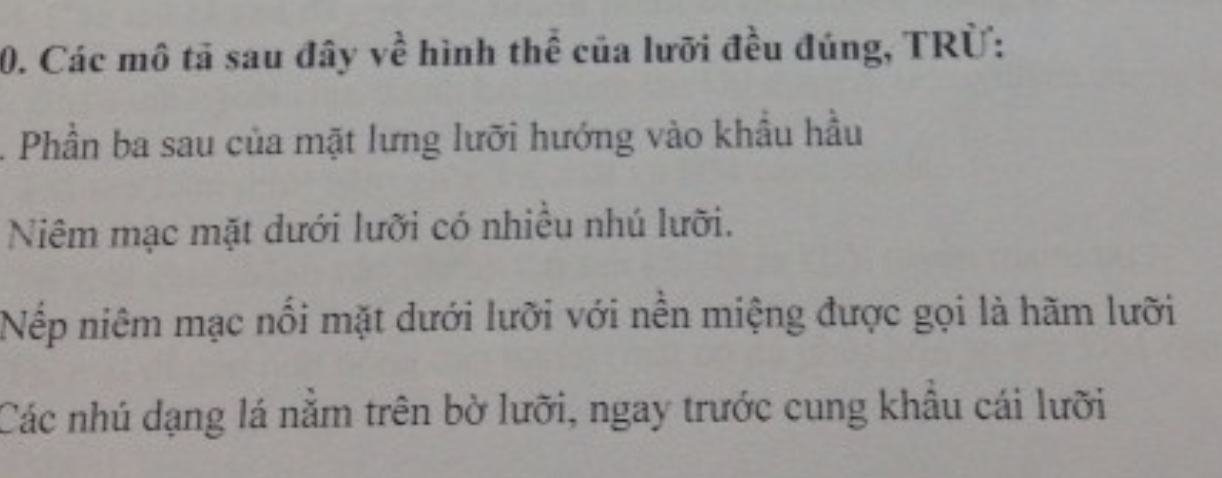 0. Các mô tả sau đây về hình thể của lưỡi đều đúng, TRỪ:
. Phần ba sau của mặt lưng lưỡi hướng vào khẩu hầu
Niêm mạc mặt dưới lưỡi có nhiều nhú lưỡi.
Nếp niêm mạc nối mặt dưới lưỡi với nền miệng được gọi là hãm lưỡi
Các nhú dạng lá nằm trên bờ lưỡi, ngay trước cung khẩu cái lưỡi